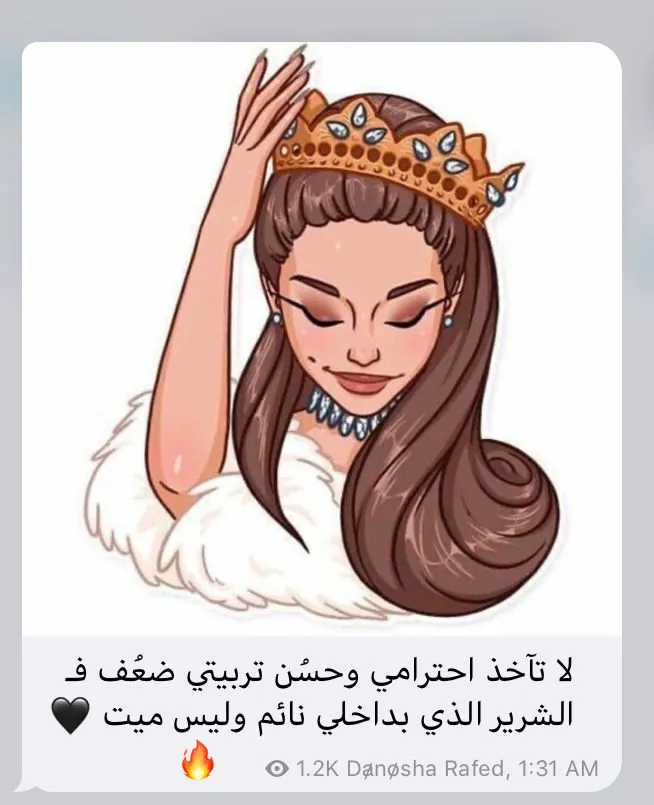 لا تآخذ احترامي وحسُن تربيتي ضعُف فـ
الشرير الذي بداخلي نائم وليس ميت 🖤
🔥 1.2K Dąnøsha Rafed, 1:31 AM